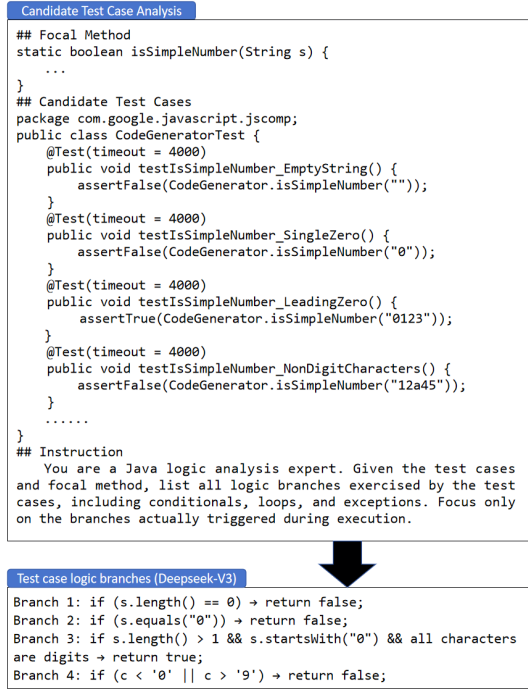 Candidate Test Case Analysis
## Focal Method
static boolean isSimpleNumber(String s) {
    ...
}
## Candidate Test Cases
package com.google.javascript.jscomp;
public class CodeGeneratorTest {
    @Test(timeout = 4000)
    public void testIsSimpleNumber_EmptyString() {
        assertFalse(CodeGenerator.isSimpleNumber(""));
    }
    @Test(timeout = 4000)
    public void testIsSimpleNumber_SingleZero() {
        assertFalse(CodeGenerator.isSimpleNumber("0"));
    }
    @Test(timeout = 4000)
    public void testIsSimpleNumber_LeadingZero() {
        assertTrue(CodeGenerator.isSimpleNumber("0123"));
    }
    @Test(timeout = 4000)
    public void testIsSimpleNumber_NonDigitCharacters() {
        assertFalse(CodeGenerator.isSimpleNumber("12a45"));
    }
    ......
}
## Instruction
    You are a Java logic analysis expert. Given the test cases
and focal method, list all logic branches exercised by the test
cases, including conditionals, loops, and exceptions. Focus only
on the branches actually triggered during execution.
Test case logic branches (Deepseek-V3)
Branch 1: if (s.length() == 0) → return false;
Branch 2: if (s.equals("0")) → return false;
Branch 3: if s.length() > 1 && s.startsWith("0") && all characters
are digits → return true;
Branch 4: if (c < '0' || c > '9') → return false;